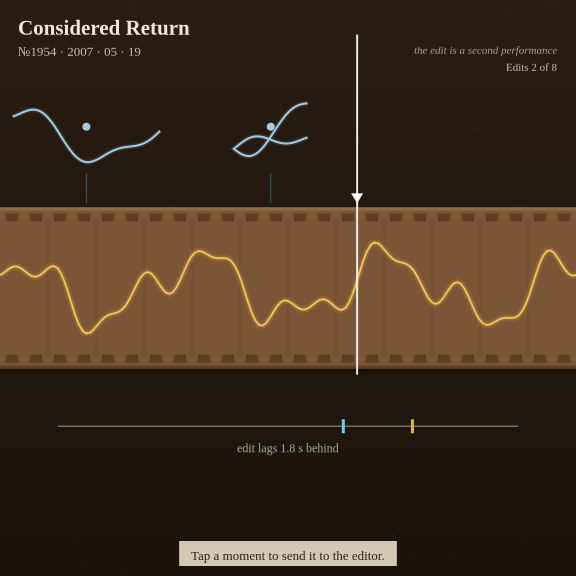 Considered Return
№1954 · 2007 · 05 · 19
the edit is a second performance
Edits 2 of 8
edit lags 1.8 s behind
Tap a moment to send it to the editor.